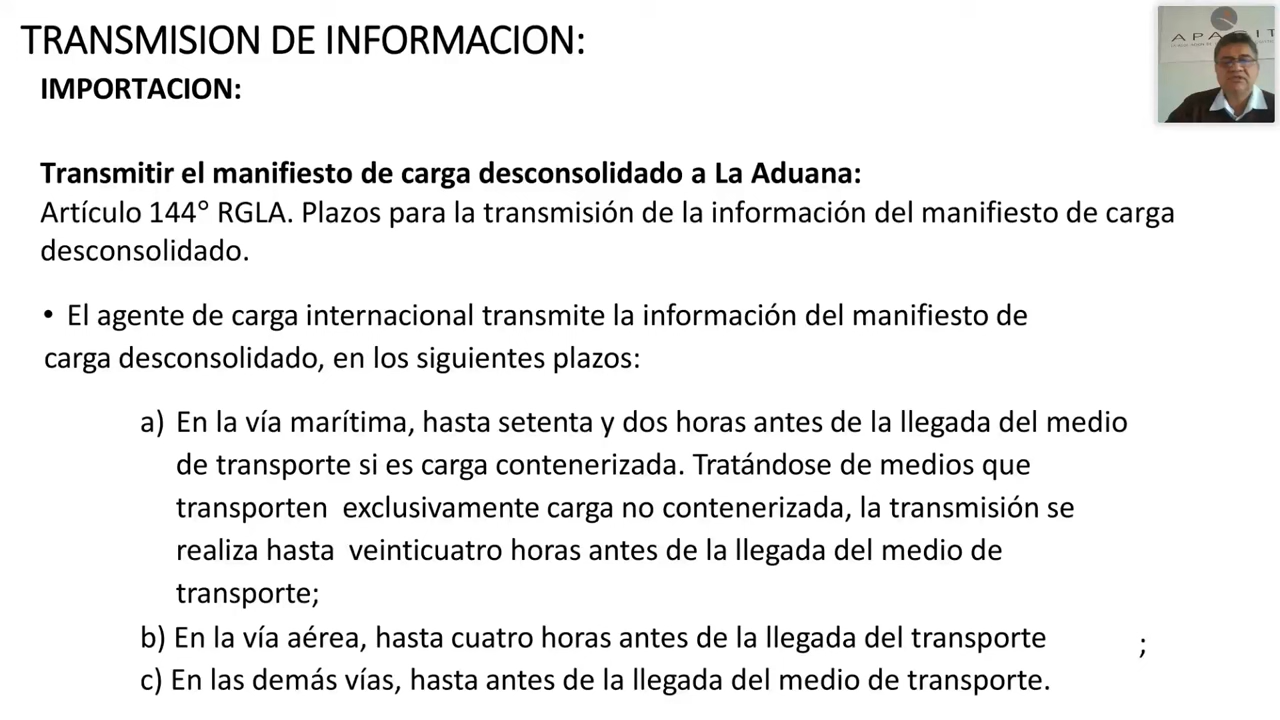 TRANSMISION DE INFORMACION:
IMPORTACION:
APACIT
Transmitir el manifiesto de carga desconsolidado a La Aduana:
Artículo 144° RGLA. Plazos para la transmisión de la información del manifiesto de carga
desconsolidado.
• El agente de carga internacional transmite la información del manifiesto de
carga desconsolidado, en los siguientes plazos:
a) En la vía marítima, hasta setenta y dos horas antes de la llegada del medio
de transporte si es carga contenerizada. Tratándose de medios que
transporten exclusivamente carga no contenerizada, la transmisión se
realiza hasta veinticuatro horas antes de la llegada del medio de
transporte;
b) En la vía aérea, hasta cuatro horas antes de la llegada del transporte ;
c) En las demás vías, hasta antes de la llegada del medio de transporte.